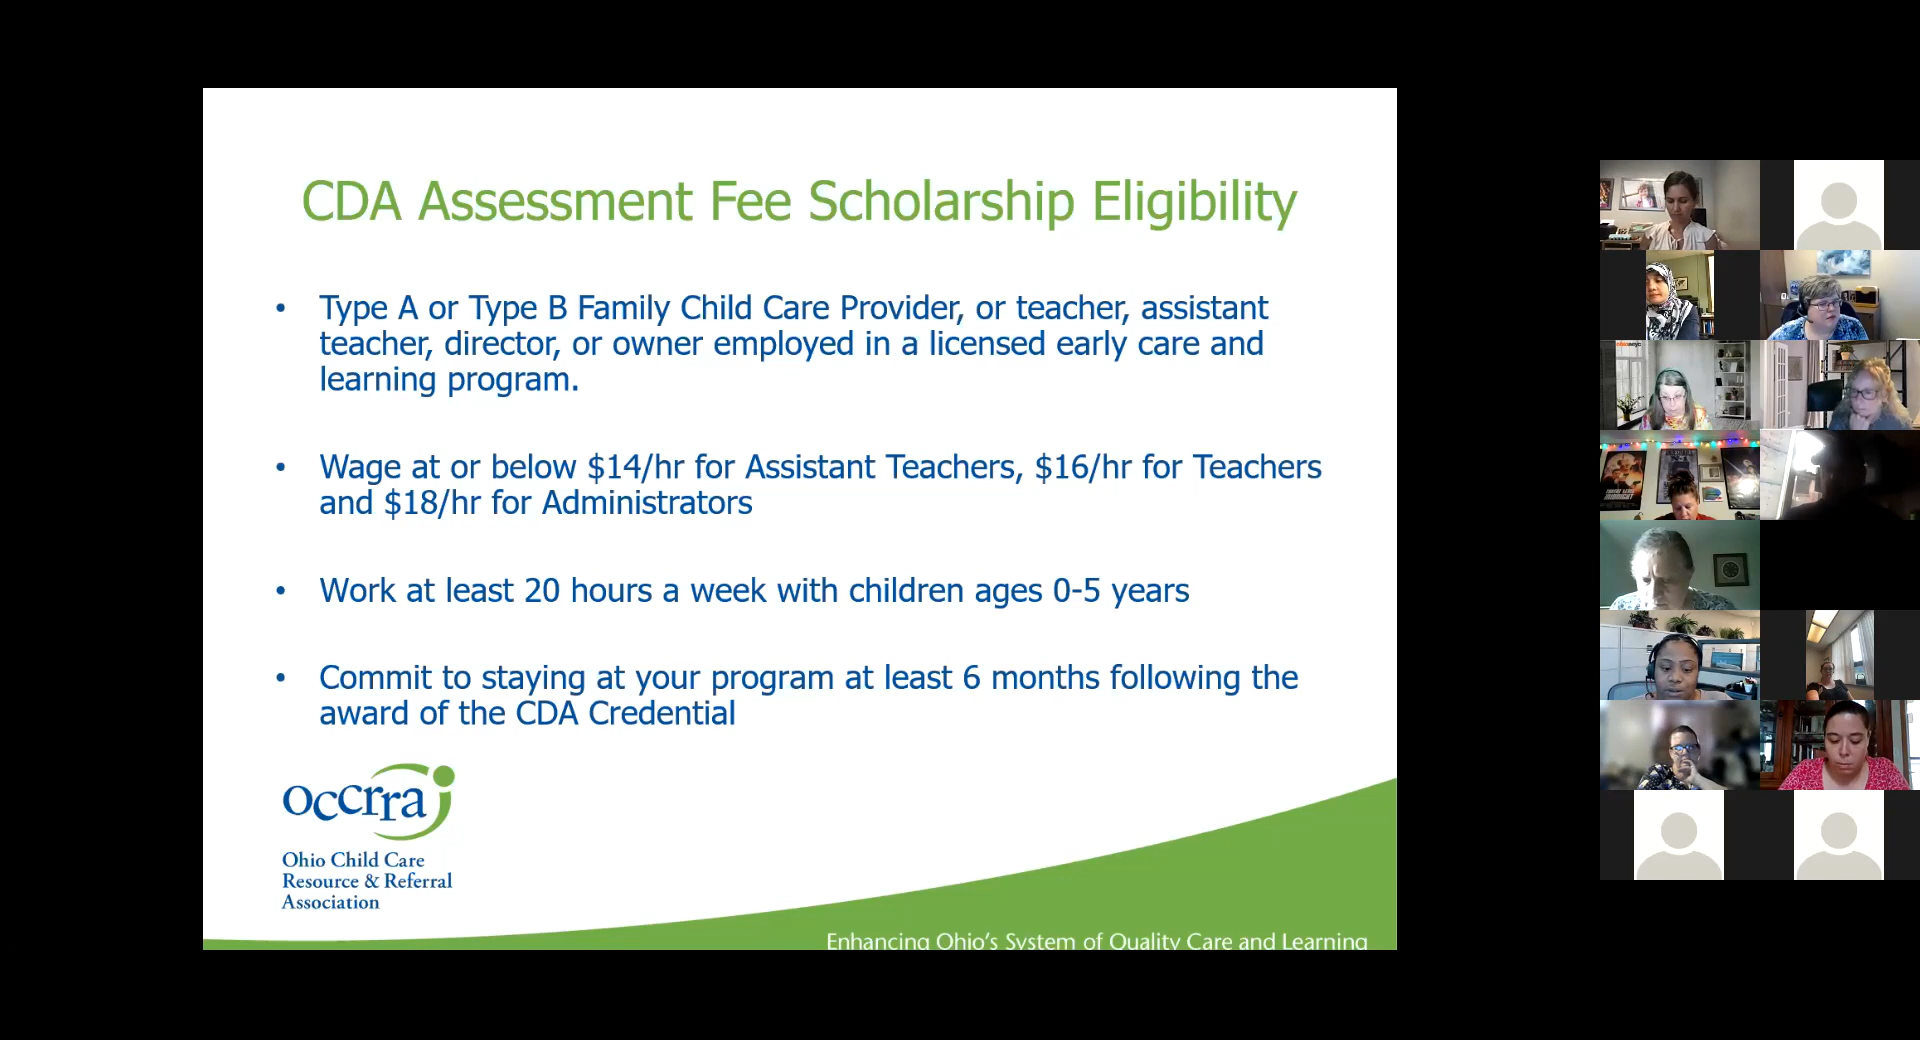 CDA Assessment Fee Scholarship Eligibility
• Type A or Type B Family Child Care Provider, or teacher, assistant
teacher, director, or owner employed in a licensed early care and
learning program.
• Wage at or below $14/hr for Assistant Teachers, $16/hr for Teachers
and $18/hr for Administrators
• Work at least 20 hours a week with children ages 0-5 years
• Commit to staying at your program at least 6 months following the
award of the CDA Credential
occrra
Ohio Child Care
Resource & Referral
Association
Enhancing Ohio's System of Quality Care and Learning